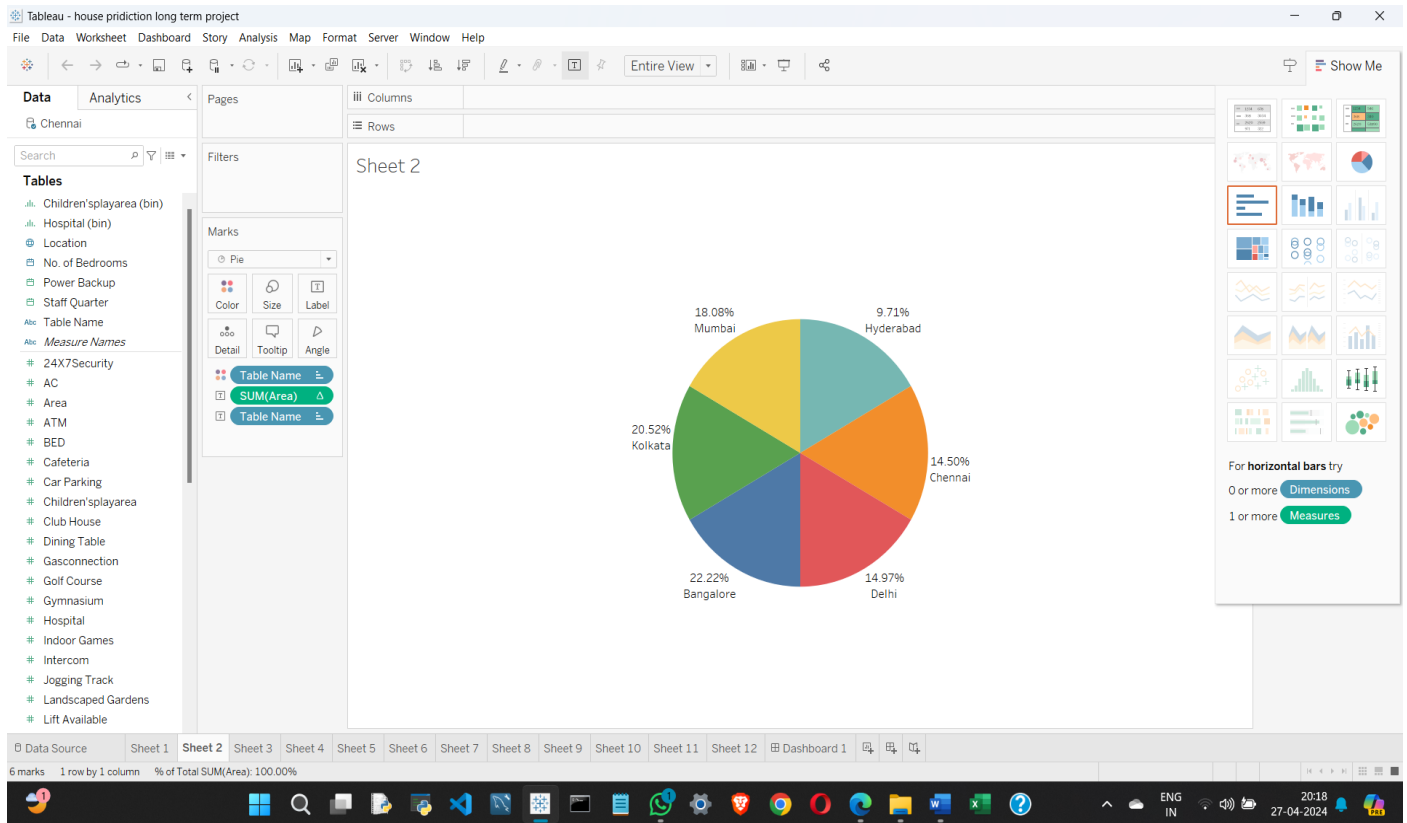 Tableau - house pridiction long term project
File Data Worksheet Dashboard Story Analysis Map Format Server Window Help
Entire View
Show Me
Data Analytics
Chennai
Search
Tables
Children'splayarea (bin)
Hospital (bin)
Location
No. of Bedrooms
Power Backup
Staff Quarter
Abc Table Name
Abc Measure Names
# 24X7Security
# AC
# Area
# ATM
# BED
# Cafeteria
# Car Parking
# Children'splayarea
# Club House
# Dining Table
# Gasconnection
# Golf Course
# Gymnasium
# Hospital
# Indoor Games
# Intercom
# Jogging Track
# Landscaped Gardens
# Lift Available
Pages
Filters
Marks
Pie
Color Size Label
Detail Tooltip Angle
Table Name
SUM(Area) Δ
Table Name
Columns
Rows
Sheet 2
18.08%
Mumbai
9.71%
Hyderabad
20.52%
Kolkata
14.50%
Chennai
22.22%
Bangalore
14.97%
Delhi
For horizontal bars try
0 or more Dimensions
1 or more Measures
Data Source Sheet 1 Sheet 2 Sheet 3 Sheet 4 Sheet 5 Sheet 6 Sheet 7 Sheet 8 Sheet 9 Sheet 10 Sheet 11 Sheet 12 Dashboard 1
6 marks 1 row by 1 column % of Total SUM(Area): 100.00%
1
1
ENG
IN
20:18
27-04-2024
PRE